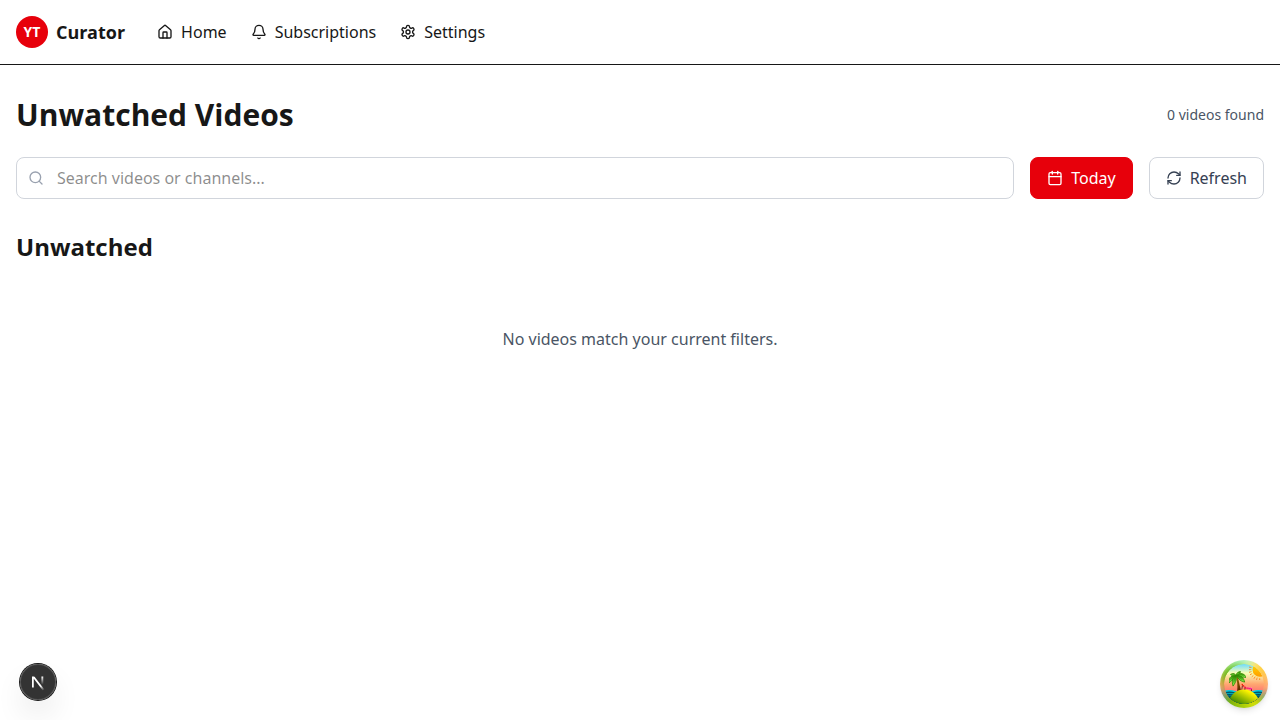 YT Curator Home Subscriptions Settings
Unwatched Videos 0 videos found
Search videos or channels... Today Refresh
Unwatched
No videos match your current filters.
N